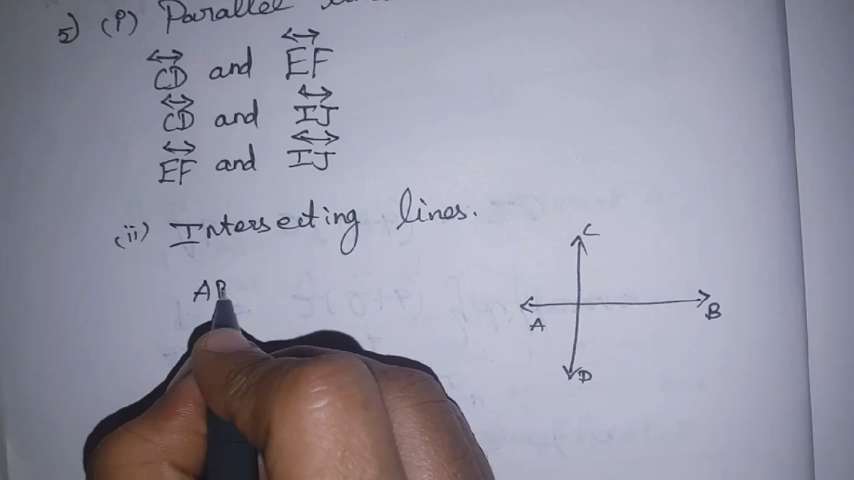 5) (i) Parallel
CD and EF
CD and IJ
EF and IJ
(ii) Intersecting lines.
C
A
B
D
AB